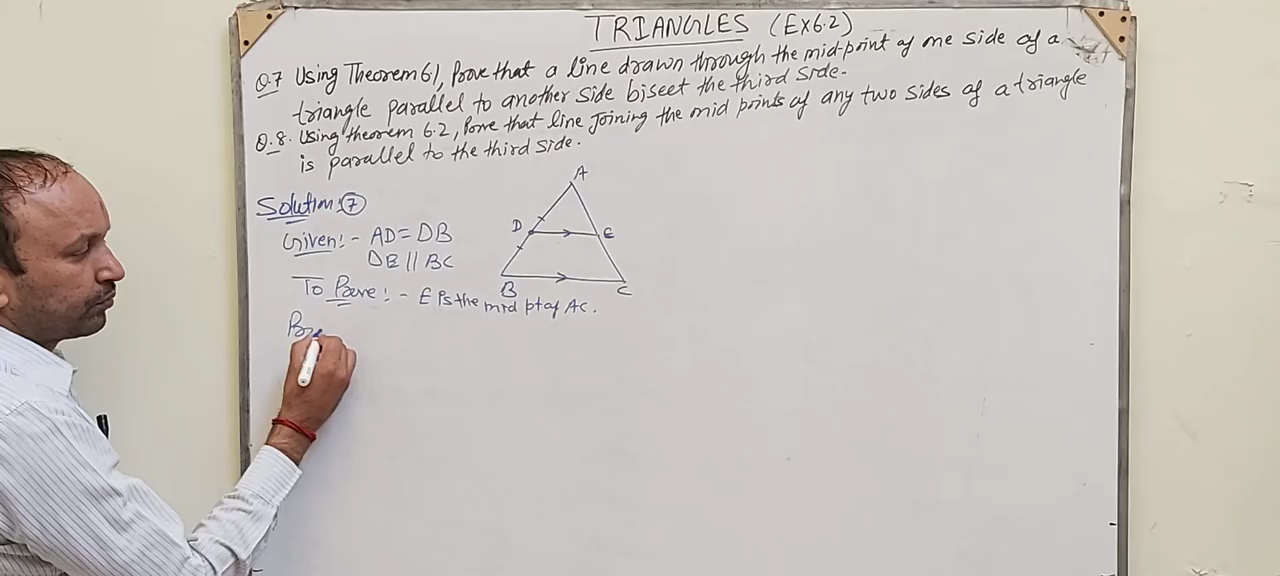 TRIANGLES (Ex6.2)
Q.7 Using Theorem 6.1, Prove that a line drawn through the mid-point of one side of a
triangle parallel to another side bisect the third side.
Q.8. Using theorem 6.2, Prove that line joining the mid points of any two sides of a triangle
is parallel to the third side.
Solution: 7
Given:- AD = DB
DE || BC
To Prove:- E is the mid pt of AC.
A
D
E
B
C